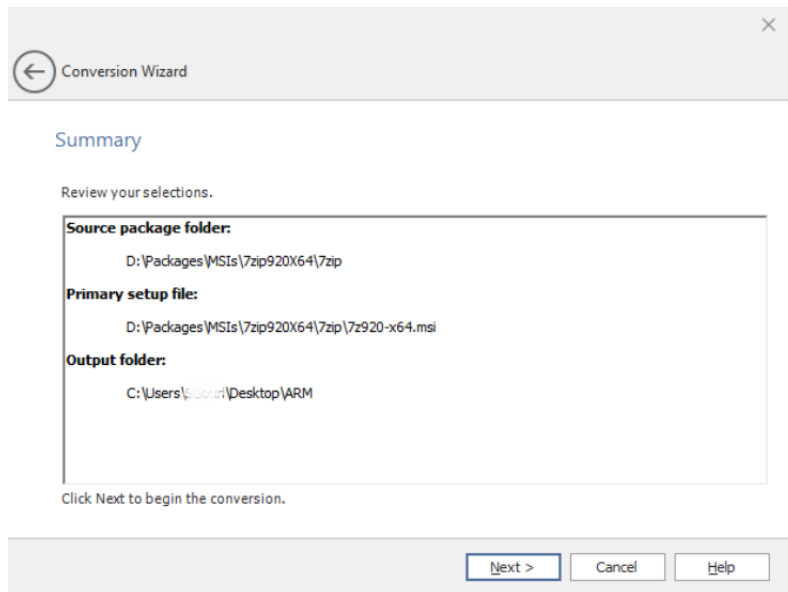 Conversion Wizard
Summary
Review your selections.
Source package folder:
D:\Packages\MSIs\7zip920X64\7zip
Primary setup file:
D:\Packages\MSIs\7zip920X64\7zip\7z920-x64.msi
Output folder:
C:\Users\ \Desktop\ARM
Click Next to begin the conversion.
Next > Cancel Help